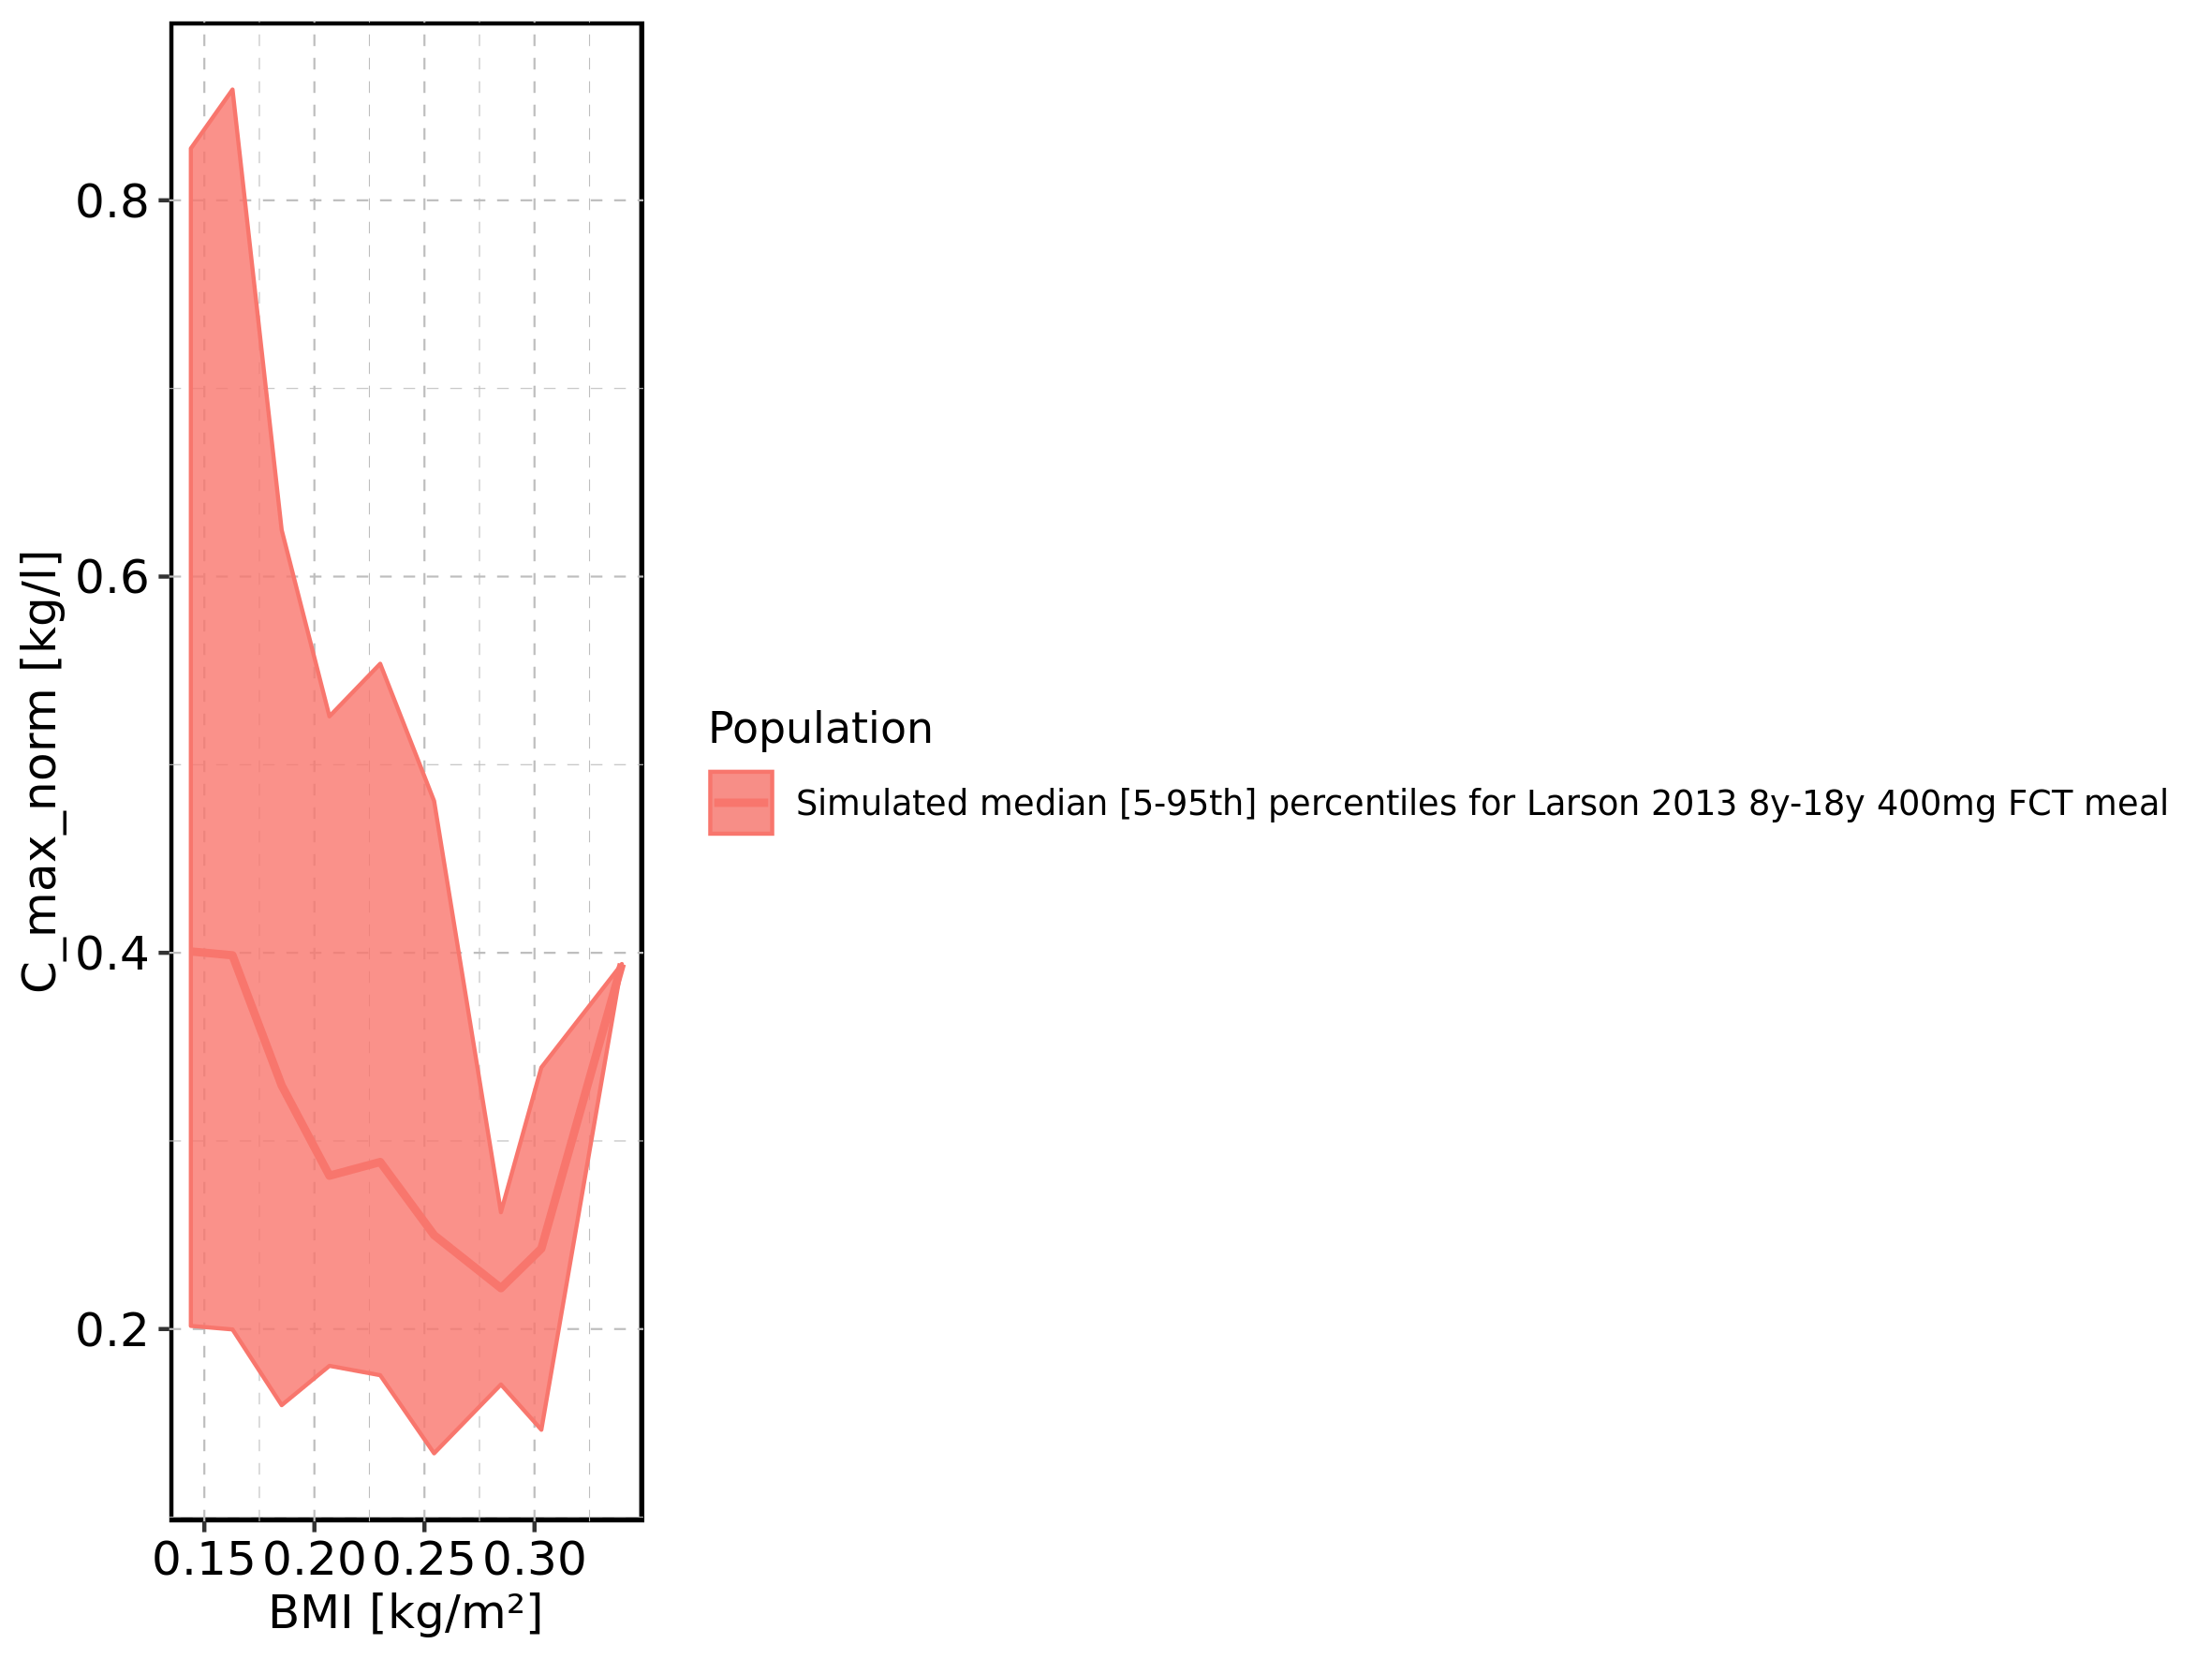 0.8
0.6
0.4
0.2
C_max_norm [kg/l]
0.15 0.20 0.25 0.30
BMI [kg/m²]
Population
Simulated median [5-95th] percentiles for Larson 2013 8y-18y 400mg FCT meal